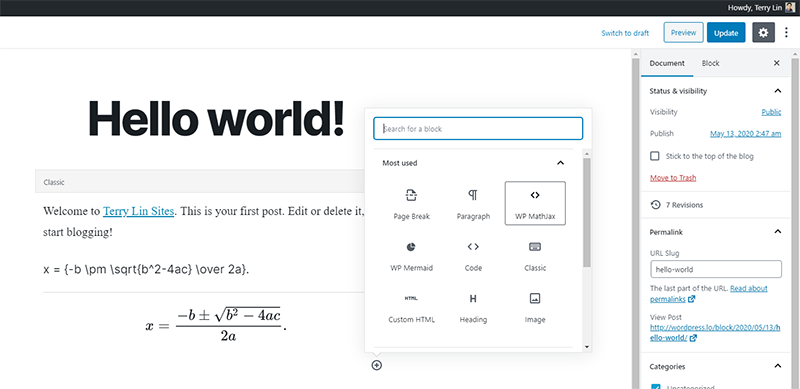 Howdy, Terry Lin
Switch to draft
Preview
Update
Hello world!
Classic
Welcome to Terry Lin Sites. This is your first post. Edit or delete it,
start blogging!
x = {-b \pm \sqrt{b^2-4ac} \over 2a}.
x = −b ± √b² − 4ac / 2a .
Search for a block
Most used
Page Break
Paragraph
WP MathJax
WP Mermaid
Code
Classic
HTML
Custom HTML
H
Heading
Image
Document
Block
Status & visibility
Visibility
Public
Publish
May 13, 2020 2:47 am
Stick to the top of the blog
Move to Trash
7 Revisions
Permalink
URL Slug
hello-world
The last part of the URL. Read about
permalinks
View Post
http://wordpress.lo/block/2020/05/13/h
ello-world/
Categories
Uncategorized